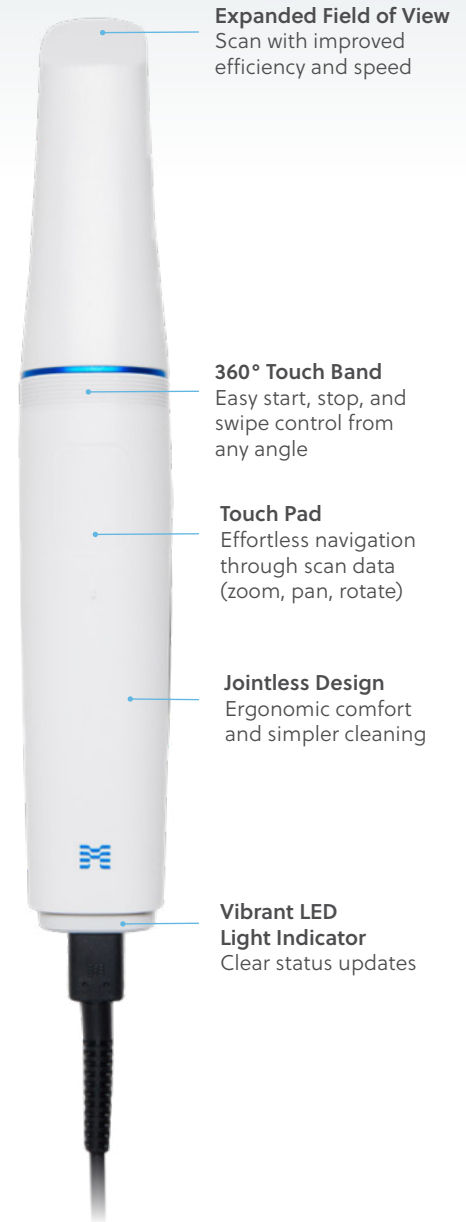 Expanded Field of View
Scan with improved
efficiency and speed
360° Touch Band
Easy start, stop, and
swipe control from
any angle
Touch Pad
Effortless navigation
through scan data
(zoom, pan, rotate)
Jointless Design
Ergonomic comfort
and simpler cleaning
Vibrant LED
Light Indicator
Clear status updates